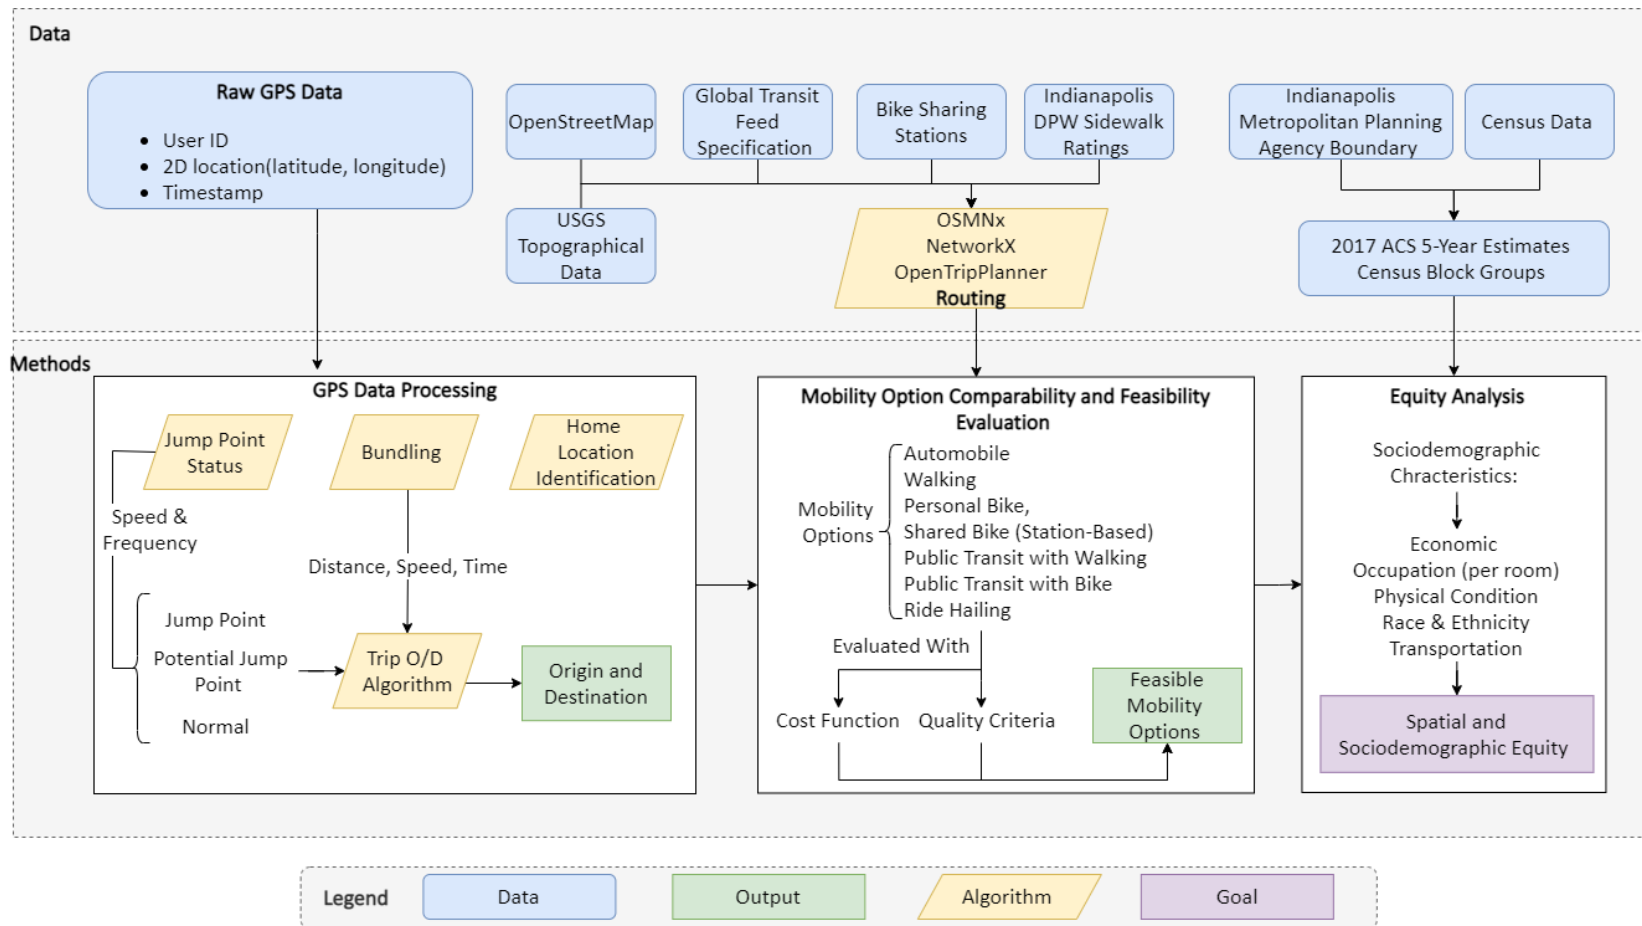 Data
Raw GPS Data
• User ID
• 2D location(latitude, longitude)
• Timestamp
OpenStreetMap
Global Transit
Feed
Specification
Bike Sharing
Stations
Indianapolis
DPW Sidewalk
Ratings
Indianapolis
Metropolitan Planning
Agency Boundary
Census Data
USGS
Topographical
Data
OSMNx
NetworkX
OpenTripPlanner
Routing
2017 ACS 5-Year Estimates
Census Block Groups
Methods
GPS Data Processing
Jump Point
Status
Bundling
Home
Location
Identification
Speed &
Frequency
Distance, Speed, Time
Jump Point
Potential Jump
Point
Normal
Trip O/D
Algorithm
Origin and
Destination
Mobility Option Comparability and Feasibility
Evaluation
Mobility
Options
Automobile
Walking
Personal Bike,
Shared Bike (Station-Based)
Public Transit with Walking
Public Transit with Bike
Ride Hailing
Evaluated With
Cost Function
Quality Criteria
Feasible
Mobility
Options
Equity Analysis
Sociodemographic
Chracteristics:
Economic
Occupation (per room)
Physical Condition
Race & Ethnicity
Transportation
Spatial and
Sociodemographic Equity
Legend
Data
Output
Algorithm
Goal